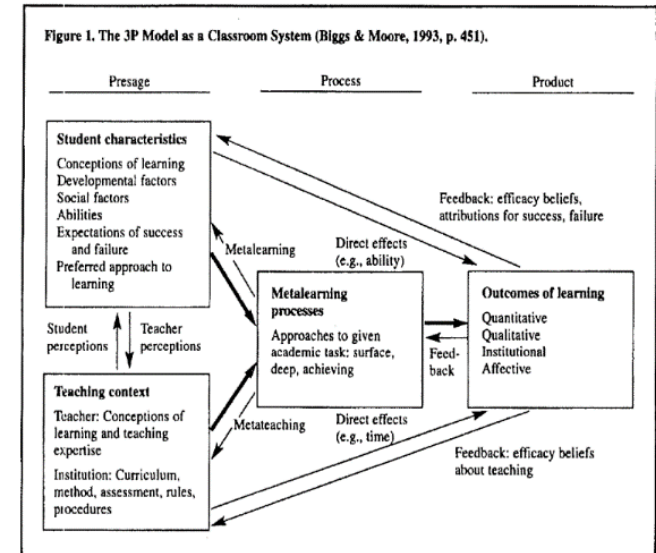 Figure 1. The 3P Model as a Classroom System (Biggs & Moore, 1993, p. 451).
Presage
Process
Product
Student characteristics
Conceptions of learning
Developmental factors
Social factors
Abilities
Expectations of success
and failure
Preferred approach to
learning
Metalearning
Direct effects
(e.g., ability)
Feedback: efficacy beliefs,
attributions for success, failure
Student
perceptions
Teacher
perceptions
Metalearning
processes
Approaches to given
academic task: surface,
deep, achieving
Feed-
back
Outcomes of learning
Quantitative
Qualitative
Institutional
Affective
Teaching context
Teacher: Conceptions of
learning and teaching
expertise
Institution: Curriculum,
method, assessment, rules,
procedures
Metateaching
Direct effects
(e.g., time)
Feedback: efficacy beliefs
about teaching